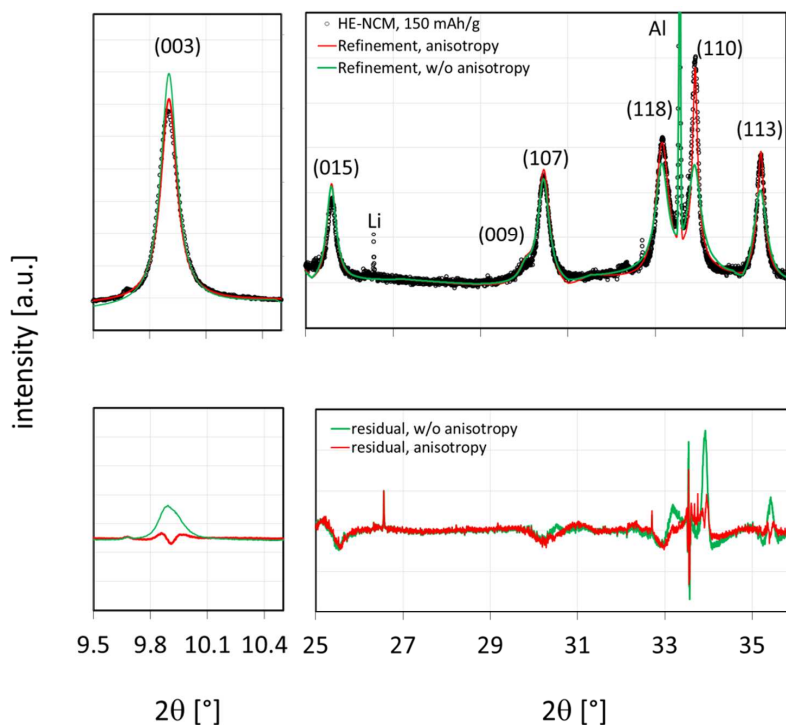 HE-NCM, 150 mAh/g
Refinement, anisotropy
Refinement, w/o anisotropy
(003)
Al
(110)
(118)
(113)
(015)
(107)
(009)
Li
intensity [a.u.]
residual, w/o anisotropy
residual, anisotropy
9.5 9.8 10.1 10.4
25 27 29 31 33 35
2θ [°]
2θ [°]